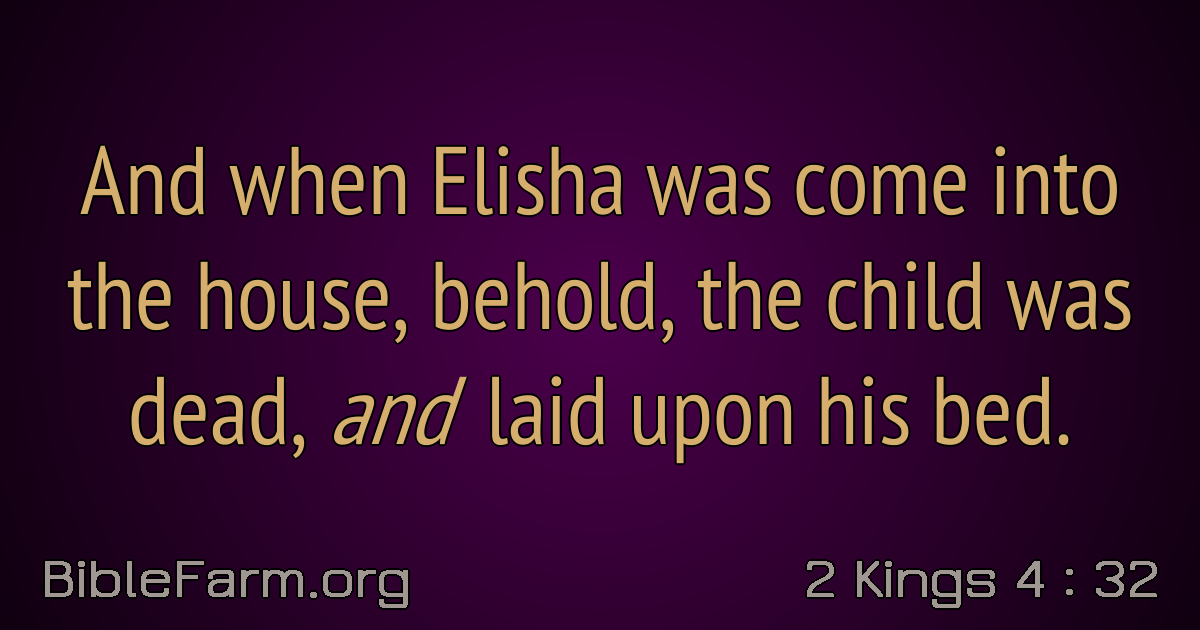 And when Elisha was come into
the house, behold, the child was
dead, and laid upon his bed.
BibleFarm.org
2 Kings 4 : 32